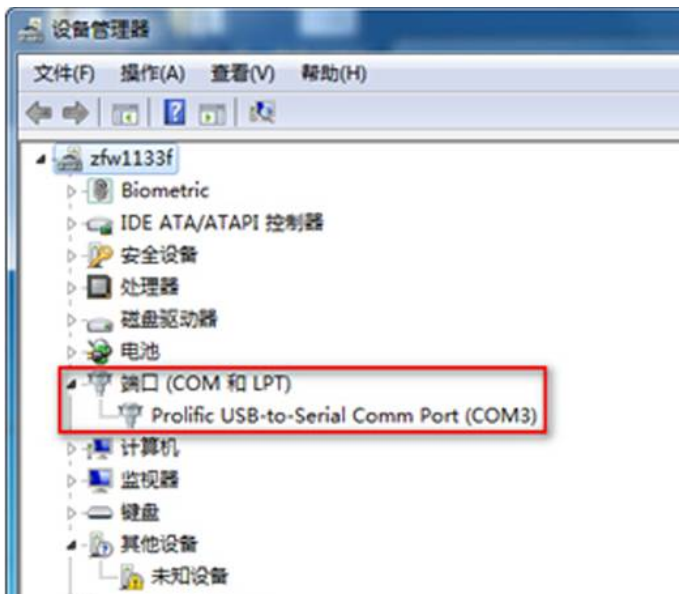 设备管理器
文件(F) 操作(A) 查看(V) 帮助(H)
zfw1133f
Biometric
IDE ATA/ATAPI 控制器
安全设备
处理器
磁盘驱动器
电池
端口 (COM 和 LPT)
Prolific USB-to-Serial Comm Port (COM3)
计算机
监视器
键盘
其他设备
未知设备